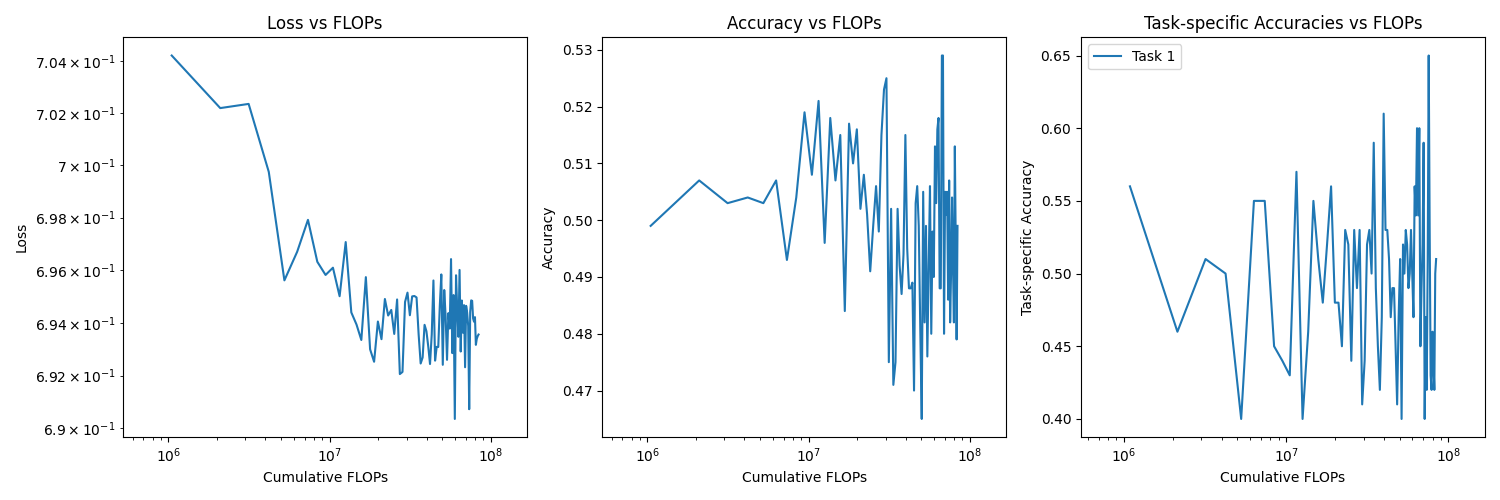 Loss vs FLOPs
Loss
7.04 × 10⁻¹
7.02 × 10⁻¹
7 × 10⁻¹
6.98 × 10⁻¹
6.96 × 10⁻¹
6.94 × 10⁻¹
6.92 × 10⁻¹
6.9 × 10⁻¹
10⁶
10⁷
10⁸
Cumulative FLOPs
Accuracy vs FLOPs
Accuracy
0.53
0.52
0.51
0.50
0.49
0.48
0.47
10⁶
10⁷
10⁸
Cumulative FLOPs
Task-specific Accuracies vs FLOPs
Task-specific Accuracy
Task 1
0.65
0.60
0.55
0.50
0.45
0.40
10⁶
10⁷
10⁸
Cumulative FLOPs